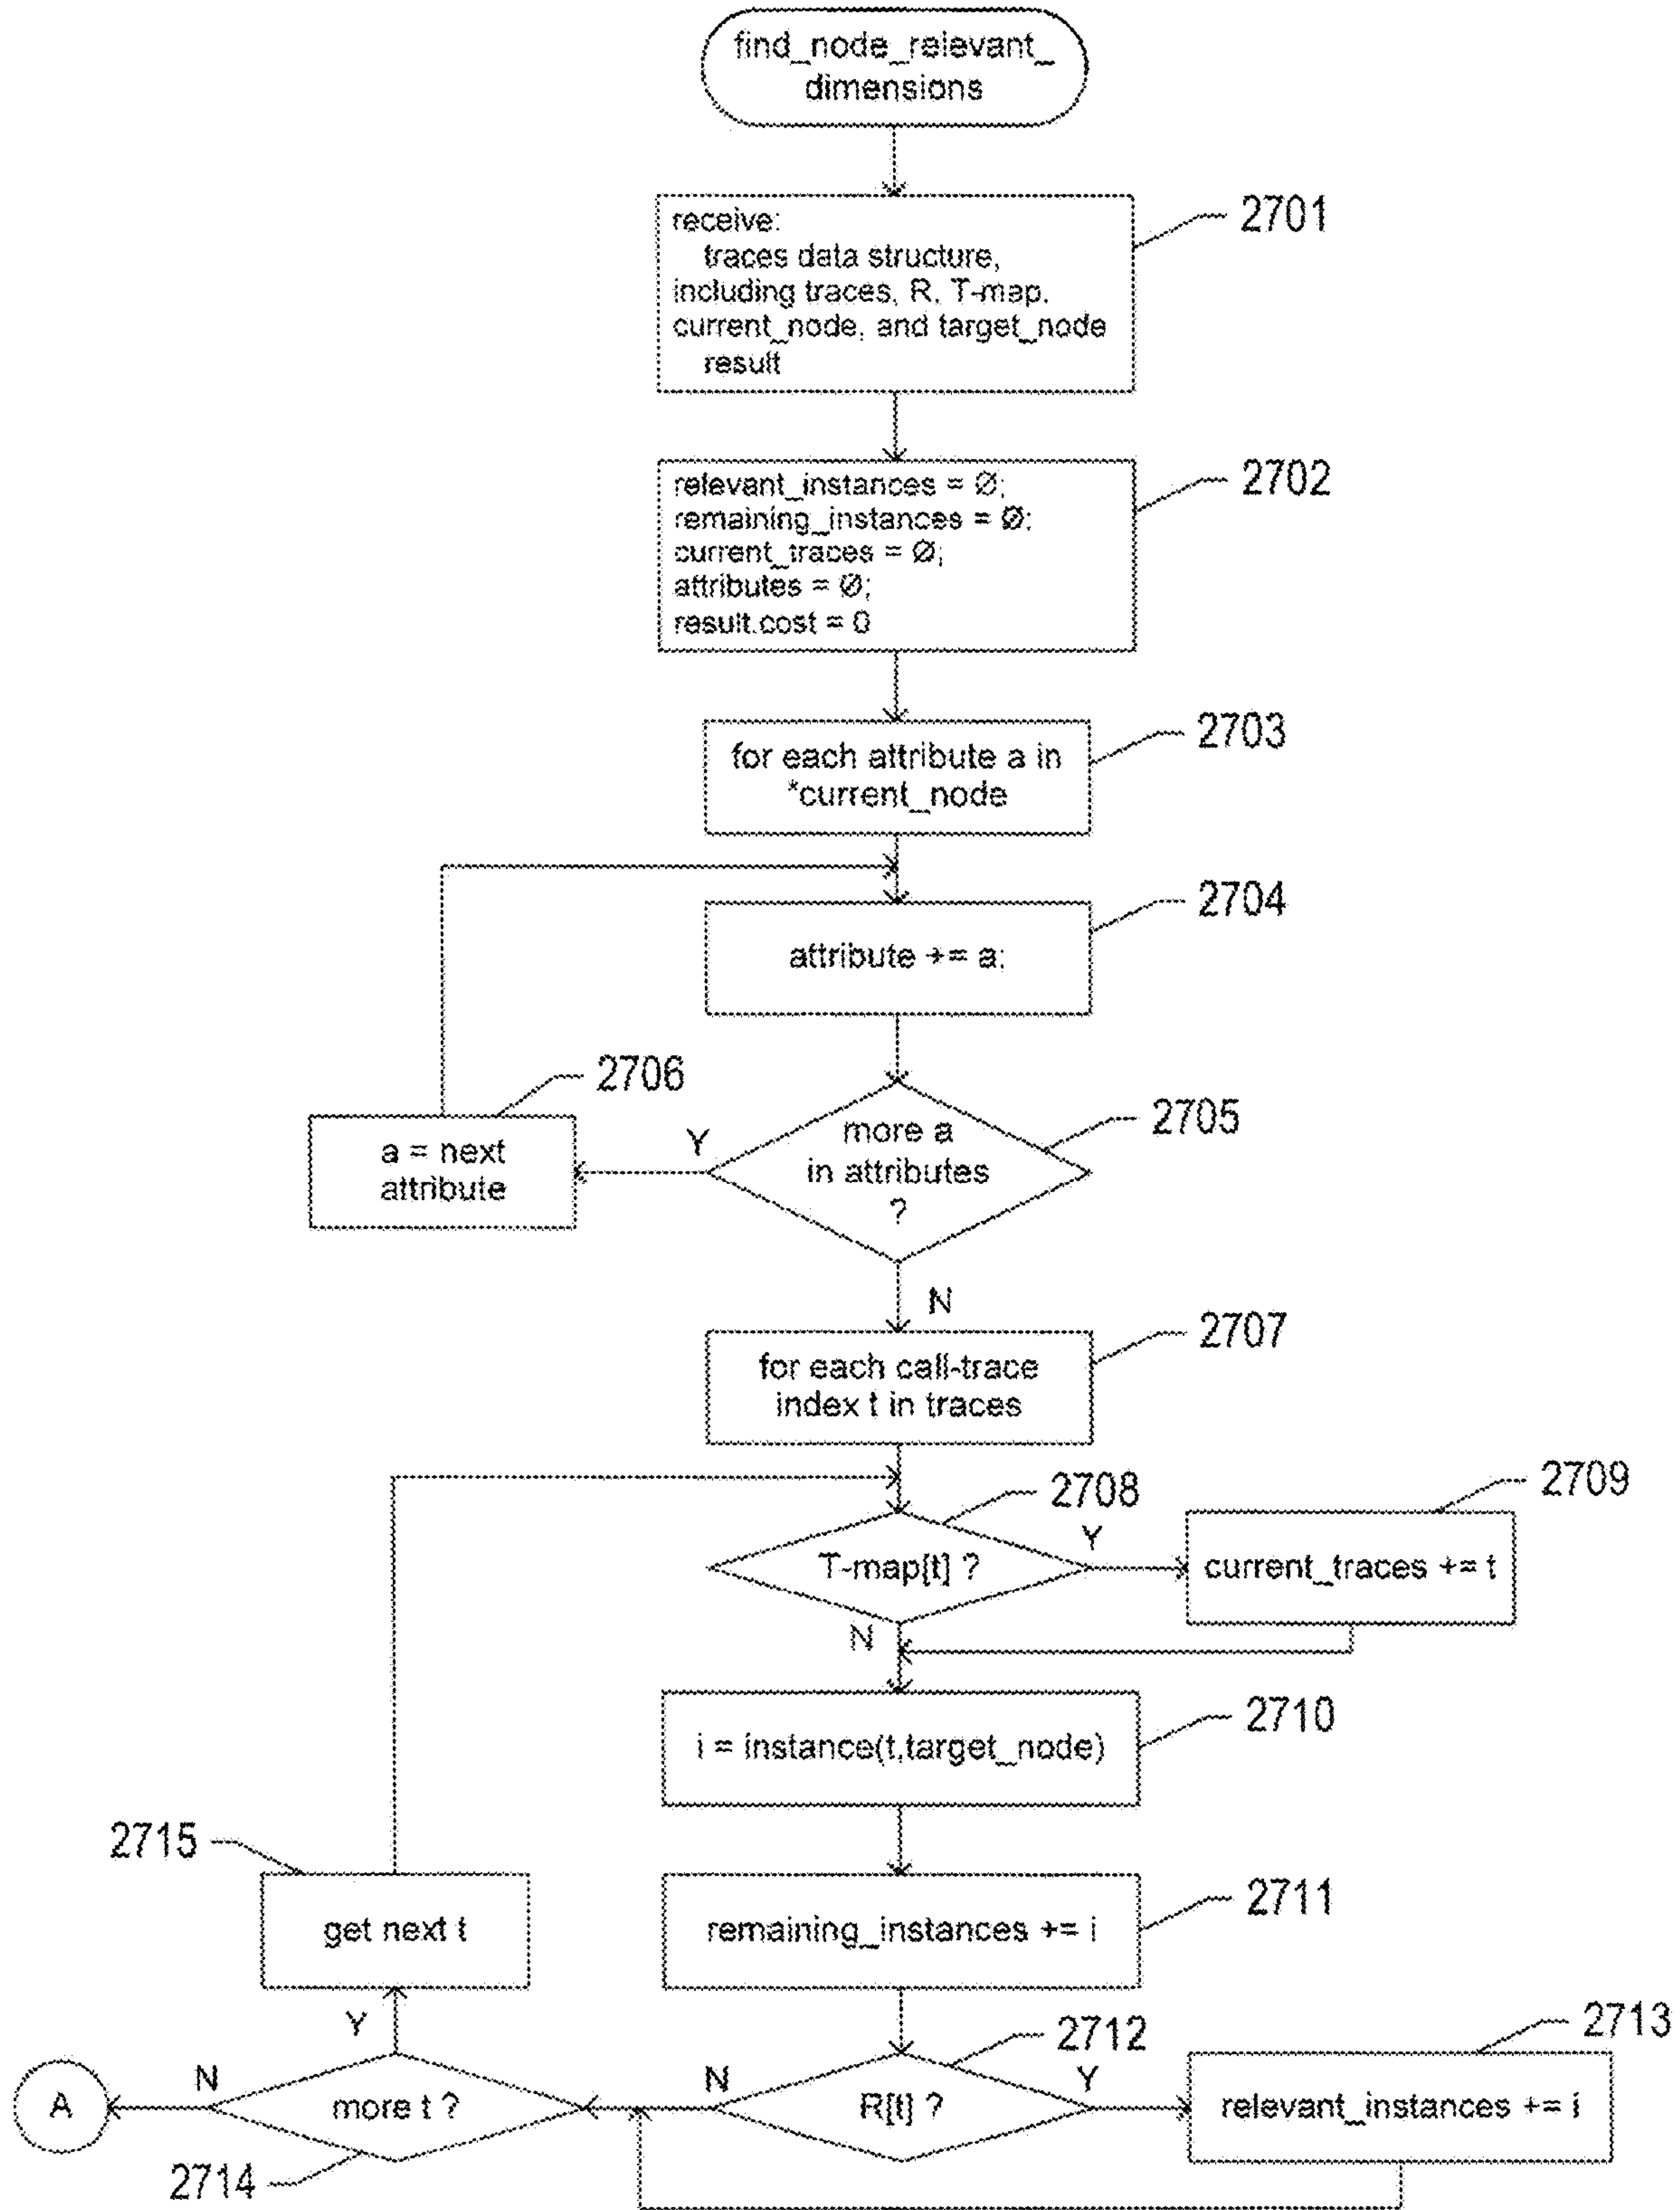 find_node_relevant_
dimensions
2701
receive:
traces data structure,
including traces, R, T-map,
current_node, and target_node
result
2702
relevant_instances = Ø;
remaining_instances = Ø;
current_traces = Ø;
attributes = Ø;
result.cost = 0
2703
for each attribute a in
*current_node
2704
attribute += a;
2706
a = next
attribute
Y
2705
more a
in attributes
?
N
2707
for each call-trace
index t in traces
2708
T-map[t] ?
Y
2709
current_traces += t
N
2710
i = instance(t,target_node)
2715
get next t
2711
remaining_instances += i
Y
2712
2713
A
N
more t ?
N
R[t] ?
Y
relevant_instances += i
2714